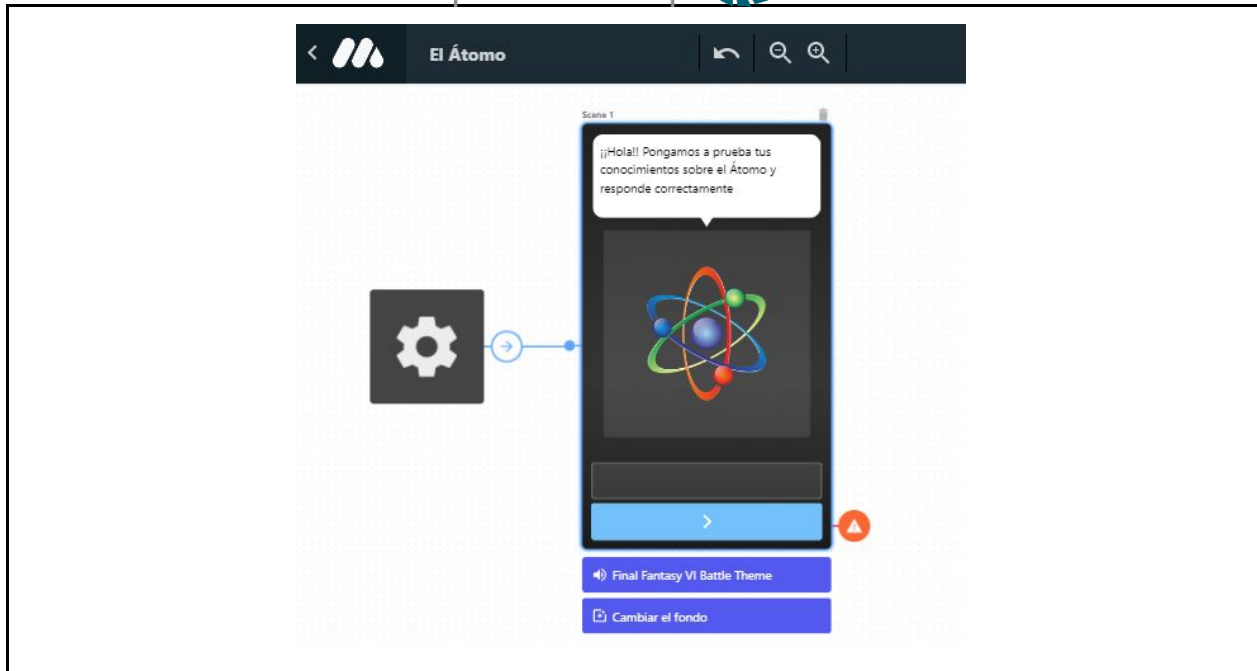 El Átomo
Scene 1
¡¡Hola!! Pongamos a prueba tus
conocimientos sobre el Átomo y
responde correctamente
Final Fantasy VI Battle Theme
Cambiar el fondo